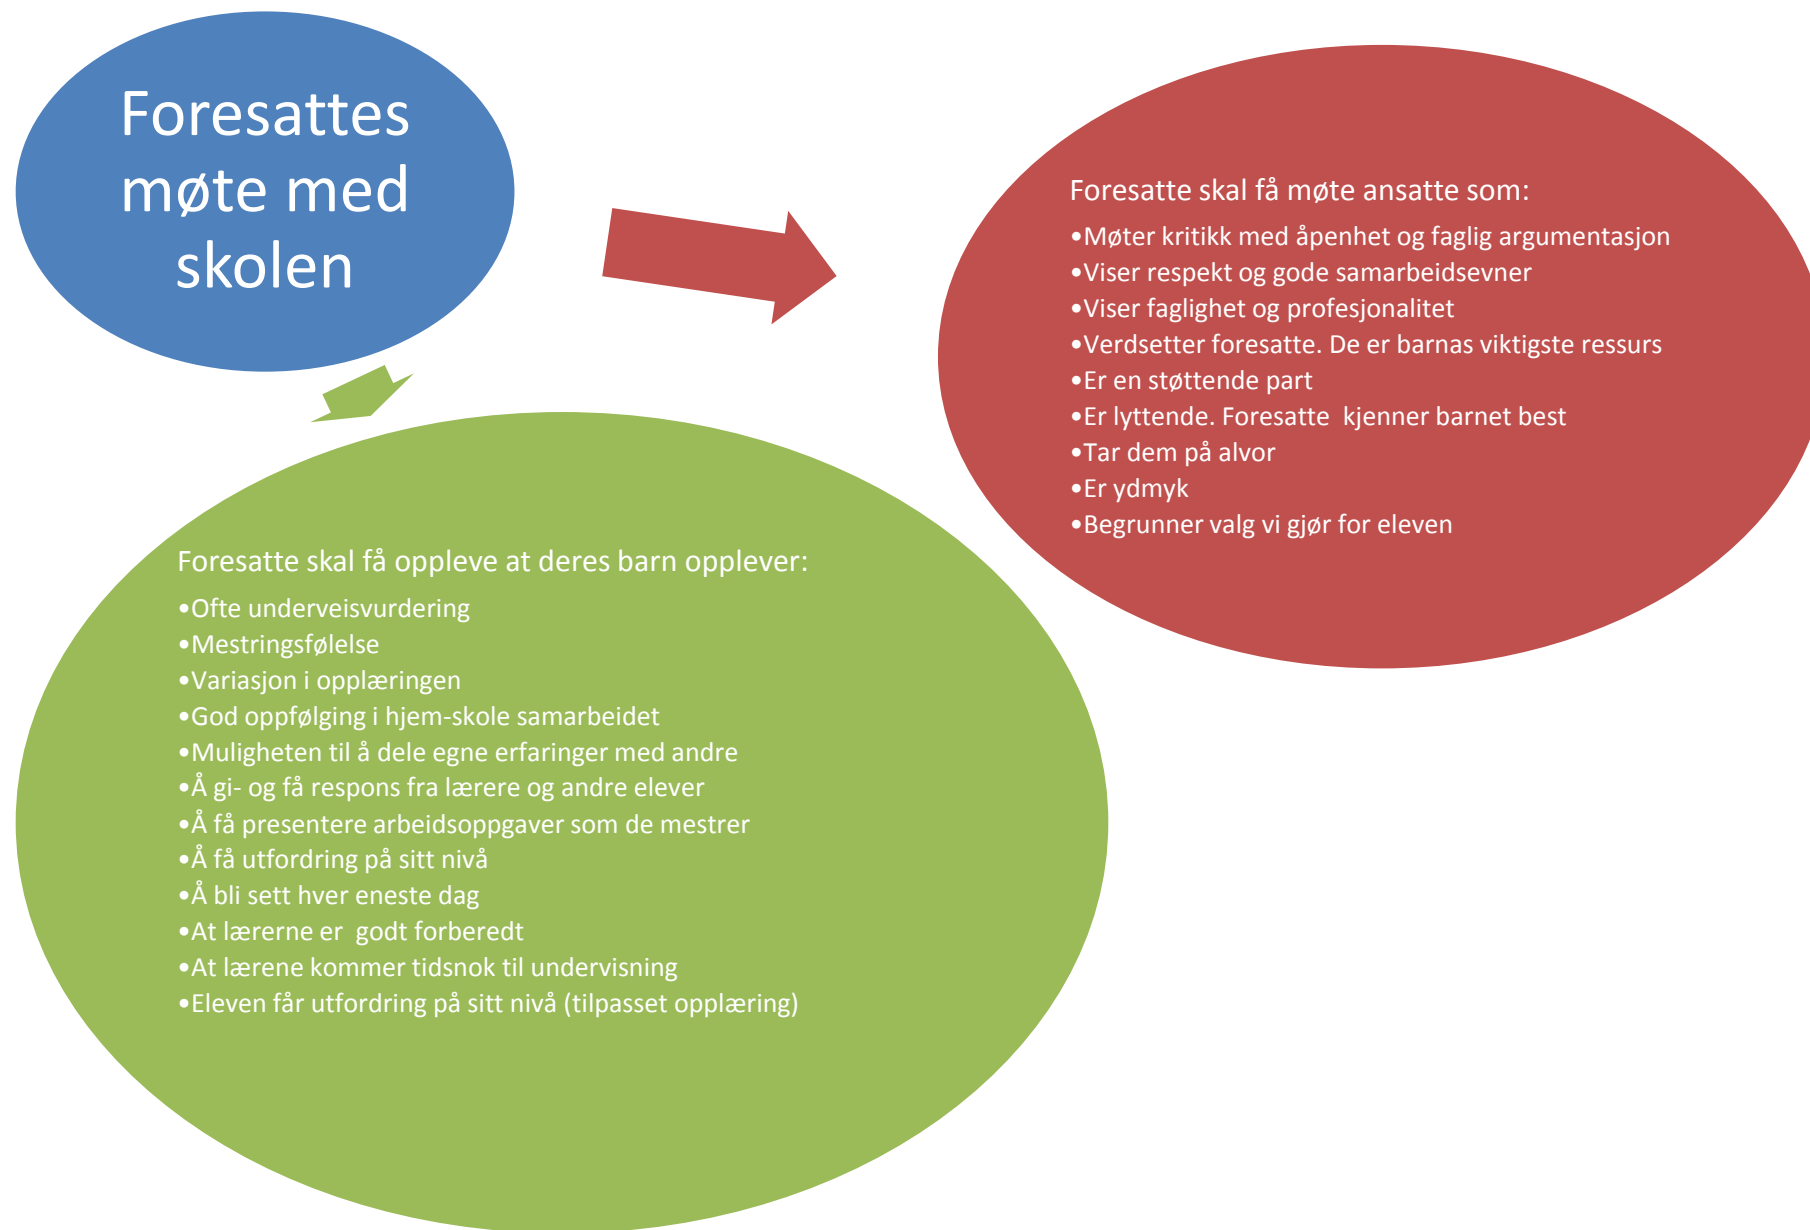 Foresattes
møte med
skolen
Foresatte skal få møte ansatte som:
•Møter kritikk med åpenhet og faglig argumentasjon
•Viser respekt og gode samarbeidsevner
•Viser faglighet og profesjonalitet
•Verdsetter foresatte. De er barnas viktigste ressurs
•Er en støttende part
•Er lyttende. Foresatte  kjenner barnet best
•Tar dem på alvor
•Er ydmyk
•Begrunner valg vi gjør for eleven
Foresatte skal få oppleve at deres barn opplever:
•Ofte underveisvurdering
•Mestringsfølelse
•Variasjon i opplæringen
•God oppfølging i hjem-skole samarbeidet
•Muligheten til å dele egne erfaringer med andre
•Å gi- og få respons fra lærere og andre elever
•Å få presentere arbeidsoppgaver som de mestrer
•Å få utfordring på sitt nivå
•Å bli sett hver eneste dag
•At lærerne er  godt forberedt
•At lærene kommer tidsnok til undervisning
•Eleven får utfordring på sitt nivå (tilpasset opplæring)